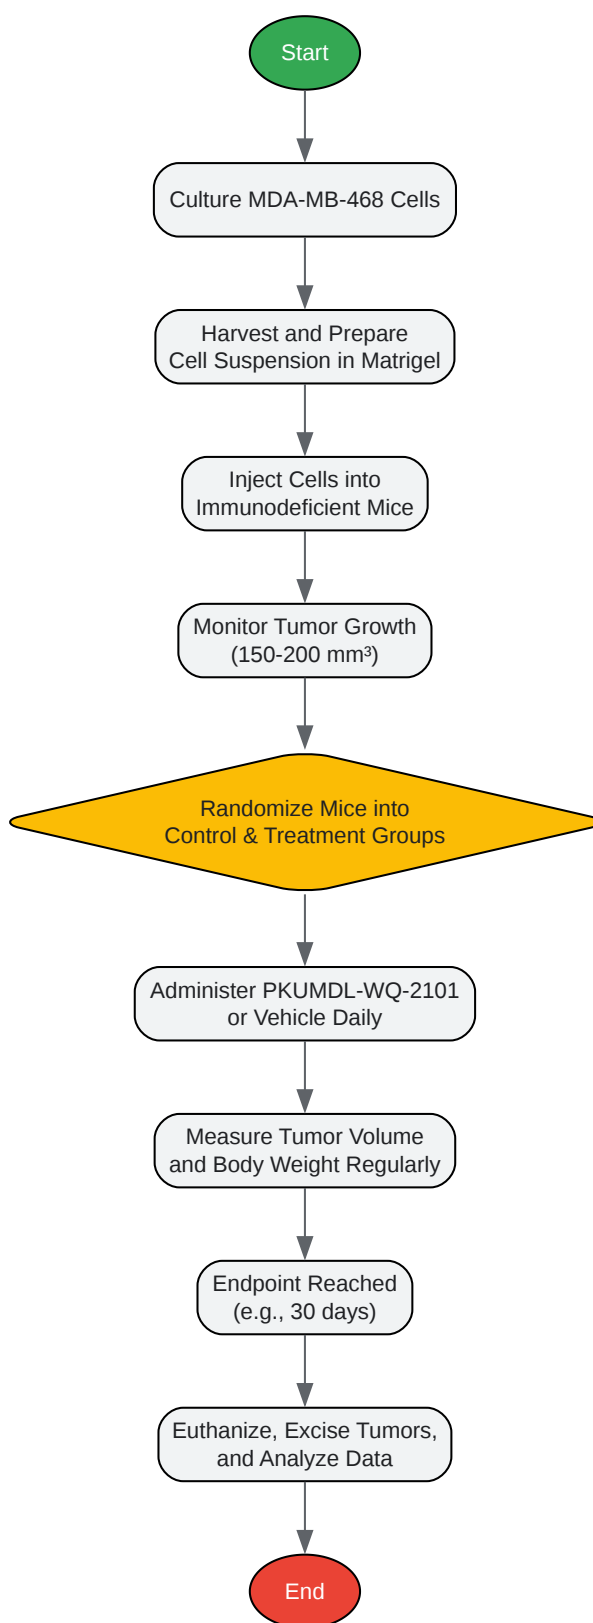 Start
Culture MDA-MB-468 Cells
Harvest and Prepare
Cell Suspension in Matrigel
Inject Cells into
Immunodeficient Mice
Monitor Tumor Growth
(150-200 mm³)
Randomize Mice into
Control & Treatment Groups
Administer PKUMDL-WQ-2101
or Vehicle Daily
Measure Tumor Volume
and Body Weight Regularly
Endpoint Reached
(e.g., 30 days)
Euthanize, Excise Tumors,
and Analyze Data
End